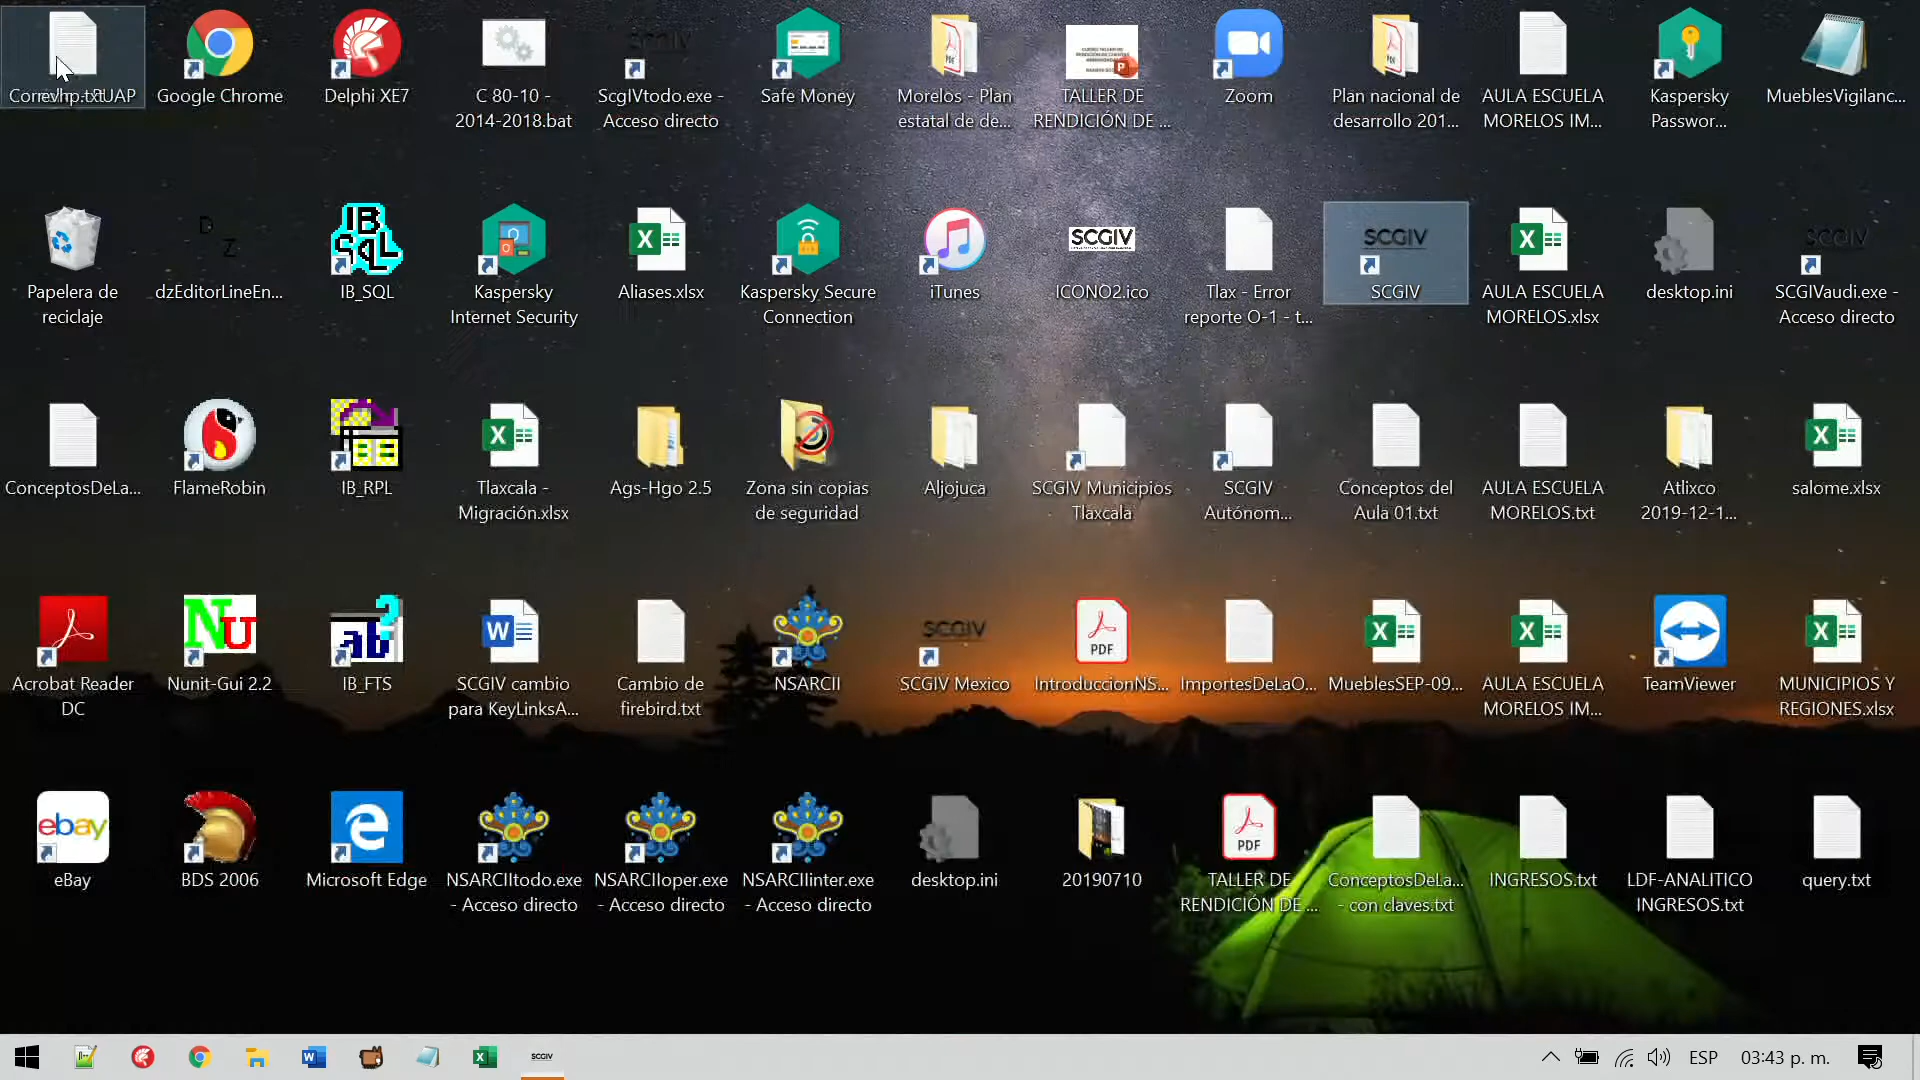 Google Chrome
Delphi XE7
C 80-10 -
2014-2018.bat
ScgIVtodo.exe -
Acceso directo
Safe Money
Morelos - Plan
estatal de de...
TALLER DE
RENDICIÓN DE ...
Zoom
Plan nacional de
desarrollo 201...
AULA ESCUELA
MORELOS IM...
Kaspersky
Passwor...
MueblesVigilanc...
Papelera de
reciclaje
dzEditorLineEn...
IB_SQL
Kaspersky
Internet Security
Aliases.xlsx
Kaspersky Secure
Connection
iTunes
SCGIV
ICONO2.ico
Tlax - Error
reporte O-1 - t...
SCGIV
SCGIV
AULA ESCUELA
MORELOS.xlsx
desktop.ini
SCGIV
SCGIVaudi.exe -
Acceso directo
ConceptosDeLa...
FlameRobin
IB_RPL
Tlaxcala -
Migración.xlsx
Ags-Hgo 2.5
Zona sin copias
de seguridad
Aljojuca
SCGIV Municipios
Tlaxcala
SCGIV
Autónom...
Conceptos del
Aula 01.txt
AULA ESCUELA
MORELOS.txt
Atlixco
2019-12-1...
salome.xlsx
Acrobat Reader
DC
Nunit-Gui 2.2
IB_FTS
SCGIV cambio
para KeyLinksA...
Cambio de
firebird.txt
NSARCII
SCGIV
SCGIV Mexico
PDF
IntroduccionNS...
ImportesDeLaO...
MueblesSEP-09...
AULA ESCUELA
MORELOS IM...
TeamViewer
MUNICIPIOS Y
REGIONES.xlsx
ebay
eBay
BDS 2006
Microsoft Edge
NSARCIItodo.exe
- Acceso directo
NSARCIIoper.exe
- Acceso directo
NSARCIIinter.exe
- Acceso directo
desktop.ini
20190710
PDF
TALLER DE
RENDICIÓN DE ...
ConceptosDeLa...
- con claves.txt
INGRESOS.txt
LDF-ANALITICO
INGRESOS.txt
query.txt
SCGIV
ESP
03:43 p. m.